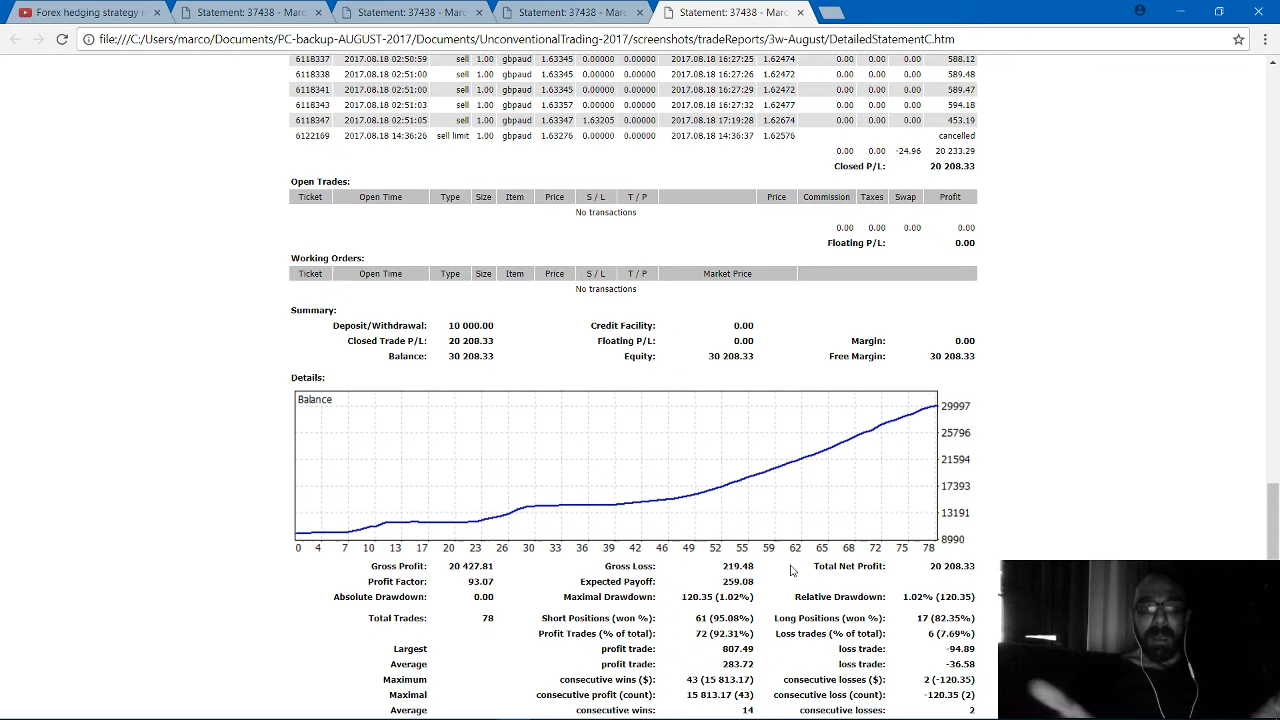 Forex hedging strategy m × Statement: 37438 - Marc × Statement: 37438 - Marc × Statement: 37438 - Marc × Statement: 37438 - Marc ×
file:///C:/Users/marco/Documents/PC-backup-AUGUST-2017/Documents/UnconventionalTrading-2017/screenshots/tradeReports/3w-August/DetailedStatementC.htm
6118337 2017.08.18 02:50:59 sell 1.00 gbpaud 1.63345 0.00000 0.00000 2017.08.18 16:27:25 1.62474 0.00 0.00 0.00 588.12
6118338 2017.08.18 02:51:00 sell 1.00 gbpaud 1.63345 0.00000 0.00000 2017.08.18 16:27:26 1.62472 0.00 0.00 0.00 589.48
6118341 2017.08.18 02:51:00 sell 1.00 gbpaud 1.63345 0.00000 0.00000 2017.08.18 16:27:29 1.62472 0.00 0.00 0.00 589.47
6118343 2017.08.18 02:51:03 sell 1.00 gbpaud 1.63357 0.00000 0.00000 2017.08.18 16:27:32 1.62477 0.00 0.00 0.00 594.18
6118347 2017.08.18 02:51:05 sell 1.00 gbpaud 1.63347 1.63205 0.00000 2017.08.18 17:19:28 1.62674 0.00 0.00 0.00 453.19
6122169 2017.08.18 14:36:26 sell limit 1.00 gbpaud 1.63276 0.00000 0.00000 2017.08.18 14:36:37 1.62576 cancelled
0.00 0.00 -24.96 20 233.29
Closed P/L: 20 208.33
Open Trades:
Ticket Open Time Type Size Item Price S / L T / P Price Commission Taxes Swap Profit
No transactions
0.00 0.00 0.00 0.00
Floating P/L: 0.00
Working Orders:
Ticket Open Time Type Size Item Price S / L T / P Market Price
No transactions
Summary:
Deposit/Withdrawal: 10 000.00 Credit Facility: 0.00
Closed Trade P/L: 20 208.33 Floating P/L: 0.00 Margin: 0.00
Balance: 30 208.33 Equity: 30 208.33 Free Margin: 30 208.33
Details:
Balance
29997
25796
21594
17393
13191
8990
0 4 7 10 13 17 20 23 26 30 33 36 39 42 46 49 52 55 59 62 65 68 72 75 78
Gross Profit: 20 427.81 Gross Loss: 219.48 Total Net Profit: 20 208.33
Profit Factor: 93.07 Expected Payoff: 259.08
Absolute Drawdown: 0.00 Maximal Drawdown: 120.35 (1.02%) Relative Drawdown: 1.02% (120.35)
Total Trades: 78 Short Positions (won %): 61 (95.08%) Long Positions (won %): 17 (82.35%)
Profit Trades (% of total): 72 (92.31%) Loss trades (% of total): 6 (7.69%)
Largest profit trade: 807.49 loss trade: -94.89
Average profit trade: 283.72 loss trade: -36.58
Maximum consecutive wins ($): 43 (15 813.17) consecutive losses ($): 2 (-120.35)
Maximal consecutive profit (count): 15 813.17 (43) consecutive loss (count): -120.35 (2)
Average consecutive wins: 14 consecutive losses: 2